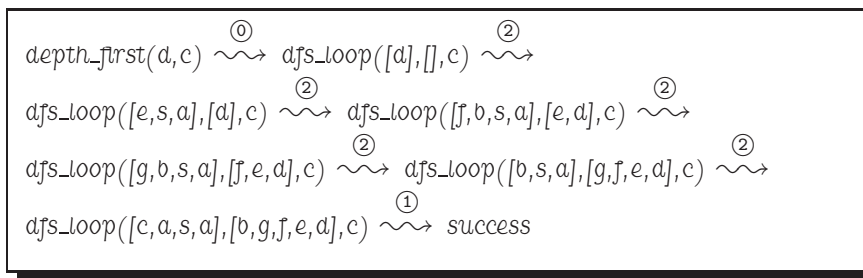 depth_first(d,c) ⓪⇝ dfs_loop([d],[],c) ②⇝
dfs_loop([e,s,a],[d],c) ②⇝ dfs_loop([f,b,s,a],[e,d],c) ②⇝
dfs_loop([g,b,s,a],[f,e,d],c) ②⇝ dfs_loop([b,s,a],[g,f,e,d],c) ②⇝
dfs_loop([c,a,s,a],[b,g,f,e,d],c) ①⇝ success